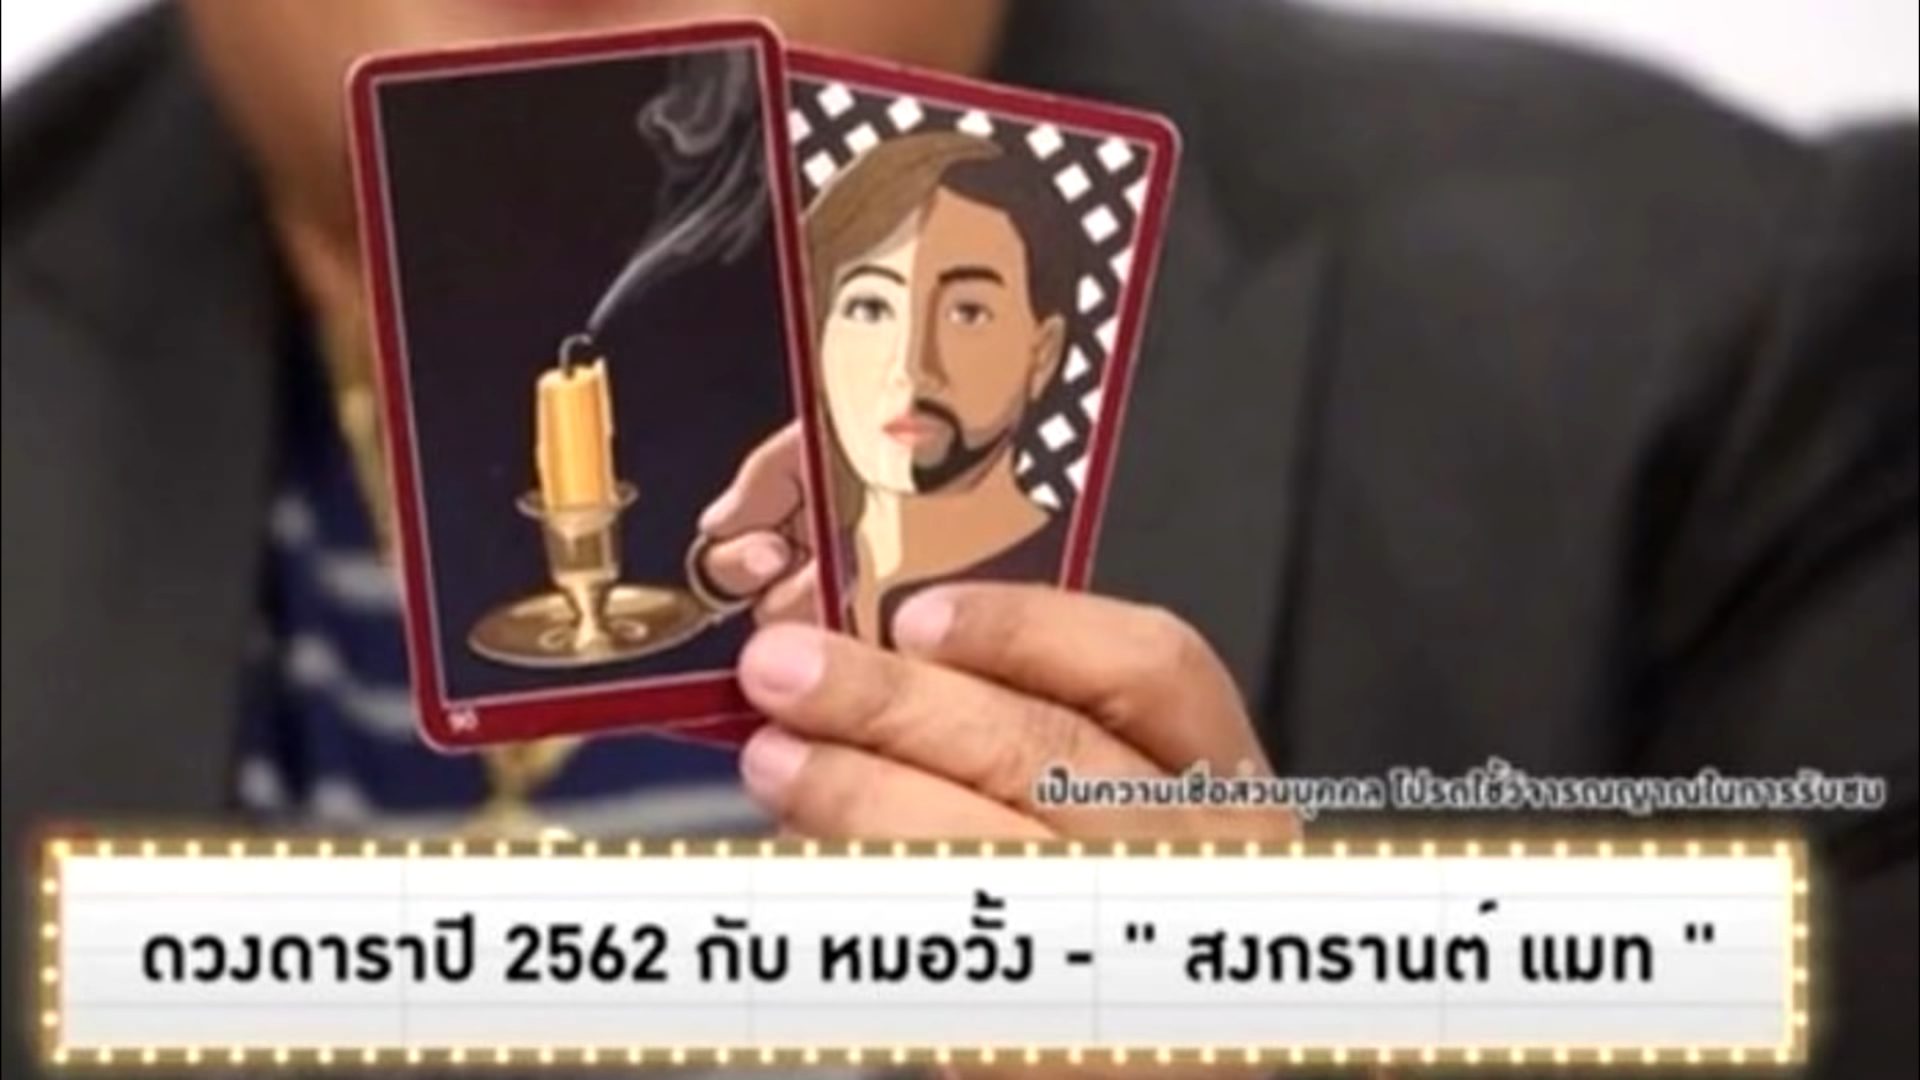 90
เป็นความเชื่อส่วนบุคคล โปรดใช้วิจารณญาณในการรับชม
ดวงดาราปี 2562 กับ หมอวั้ง - " สงกรานต์ แมท "